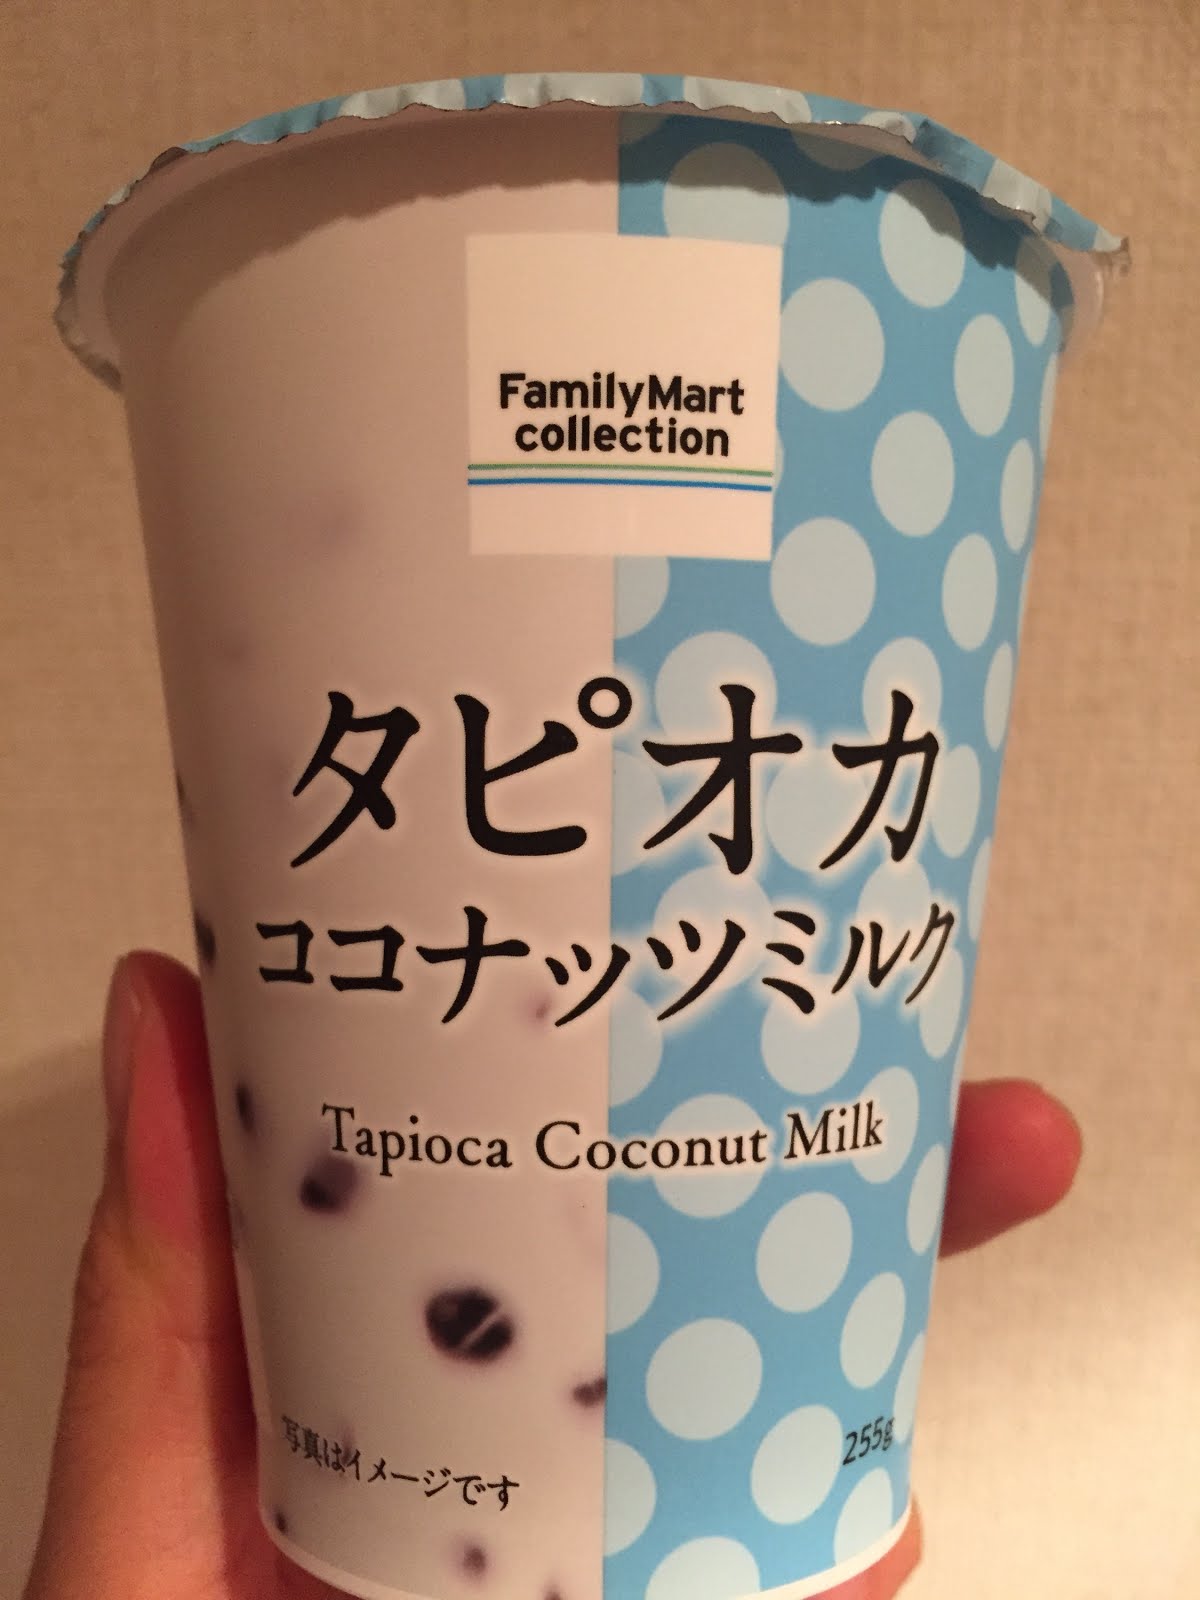 FamilyMart
collection
タピオカ
ココナッツミルク
Tapioca Coconut Milk
写真はイメージです
255g